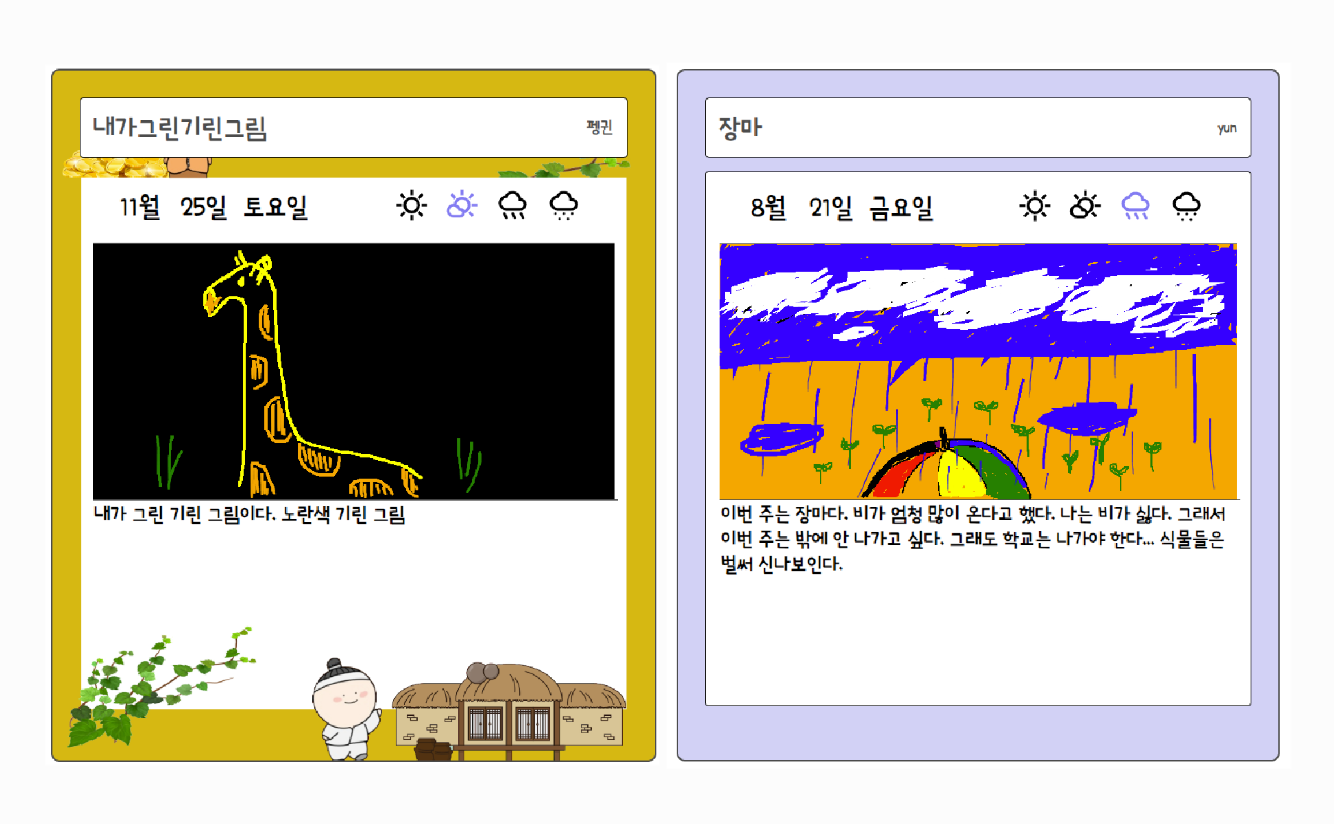 내가그린기린그림
펭귄
11월 25일 토요일
내가 그린 기린 그림이다. 노란색 기린 그림
장마
yun
8월 21일 금요일
이번 주는 장마다. 비가 엄청 많이 온다고 했다. 나는 비가 싫다. 그래서
이번 주는 밖에 안 나가고 싶다. 그래도 학교는 나가야 한다... 식물들은
벌써 신나보인다.